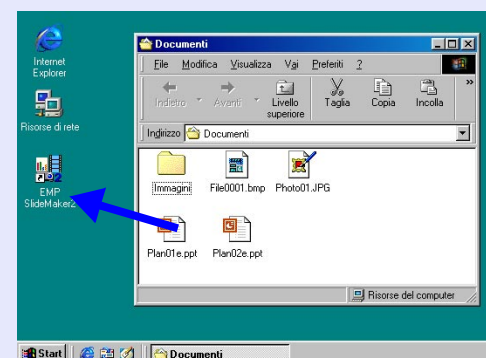 Internet
Explorer
Risorse di rete
EMP
SlideMaker2
Documenti
File Modifica Visualizza Vai Preferiti ?
Indietro Avanti Livello superiore Taglia Copia Incolla »
Indirizzo Documenti
Immagini File0001.bmp Photo01.JPG
Plan01e.ppt Plan02e.ppt
Risorse del computer
Start Documenti